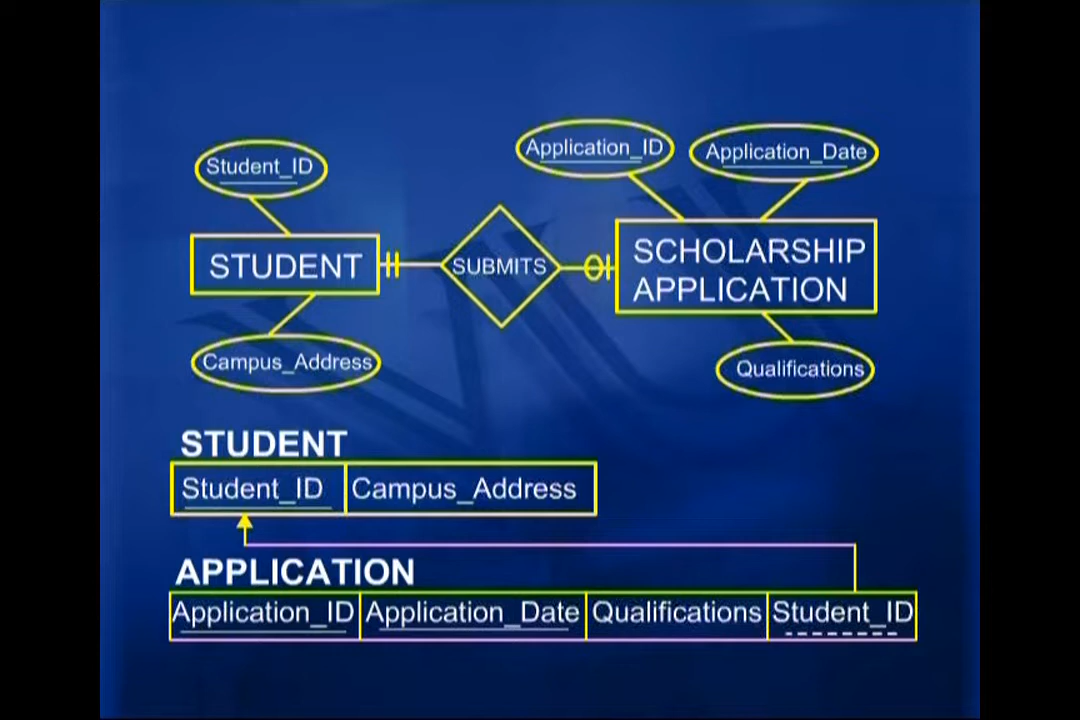 Student_ID
Application_ID
Application_Date
STUDENT
SUBMITS
SCHOLARSHIP
APPLICATION
Campus_Address
Qualifications
STUDENT
Student_ID Campus_Address
APPLICATION
Application_ID Application_Date Qualifications Student_ID